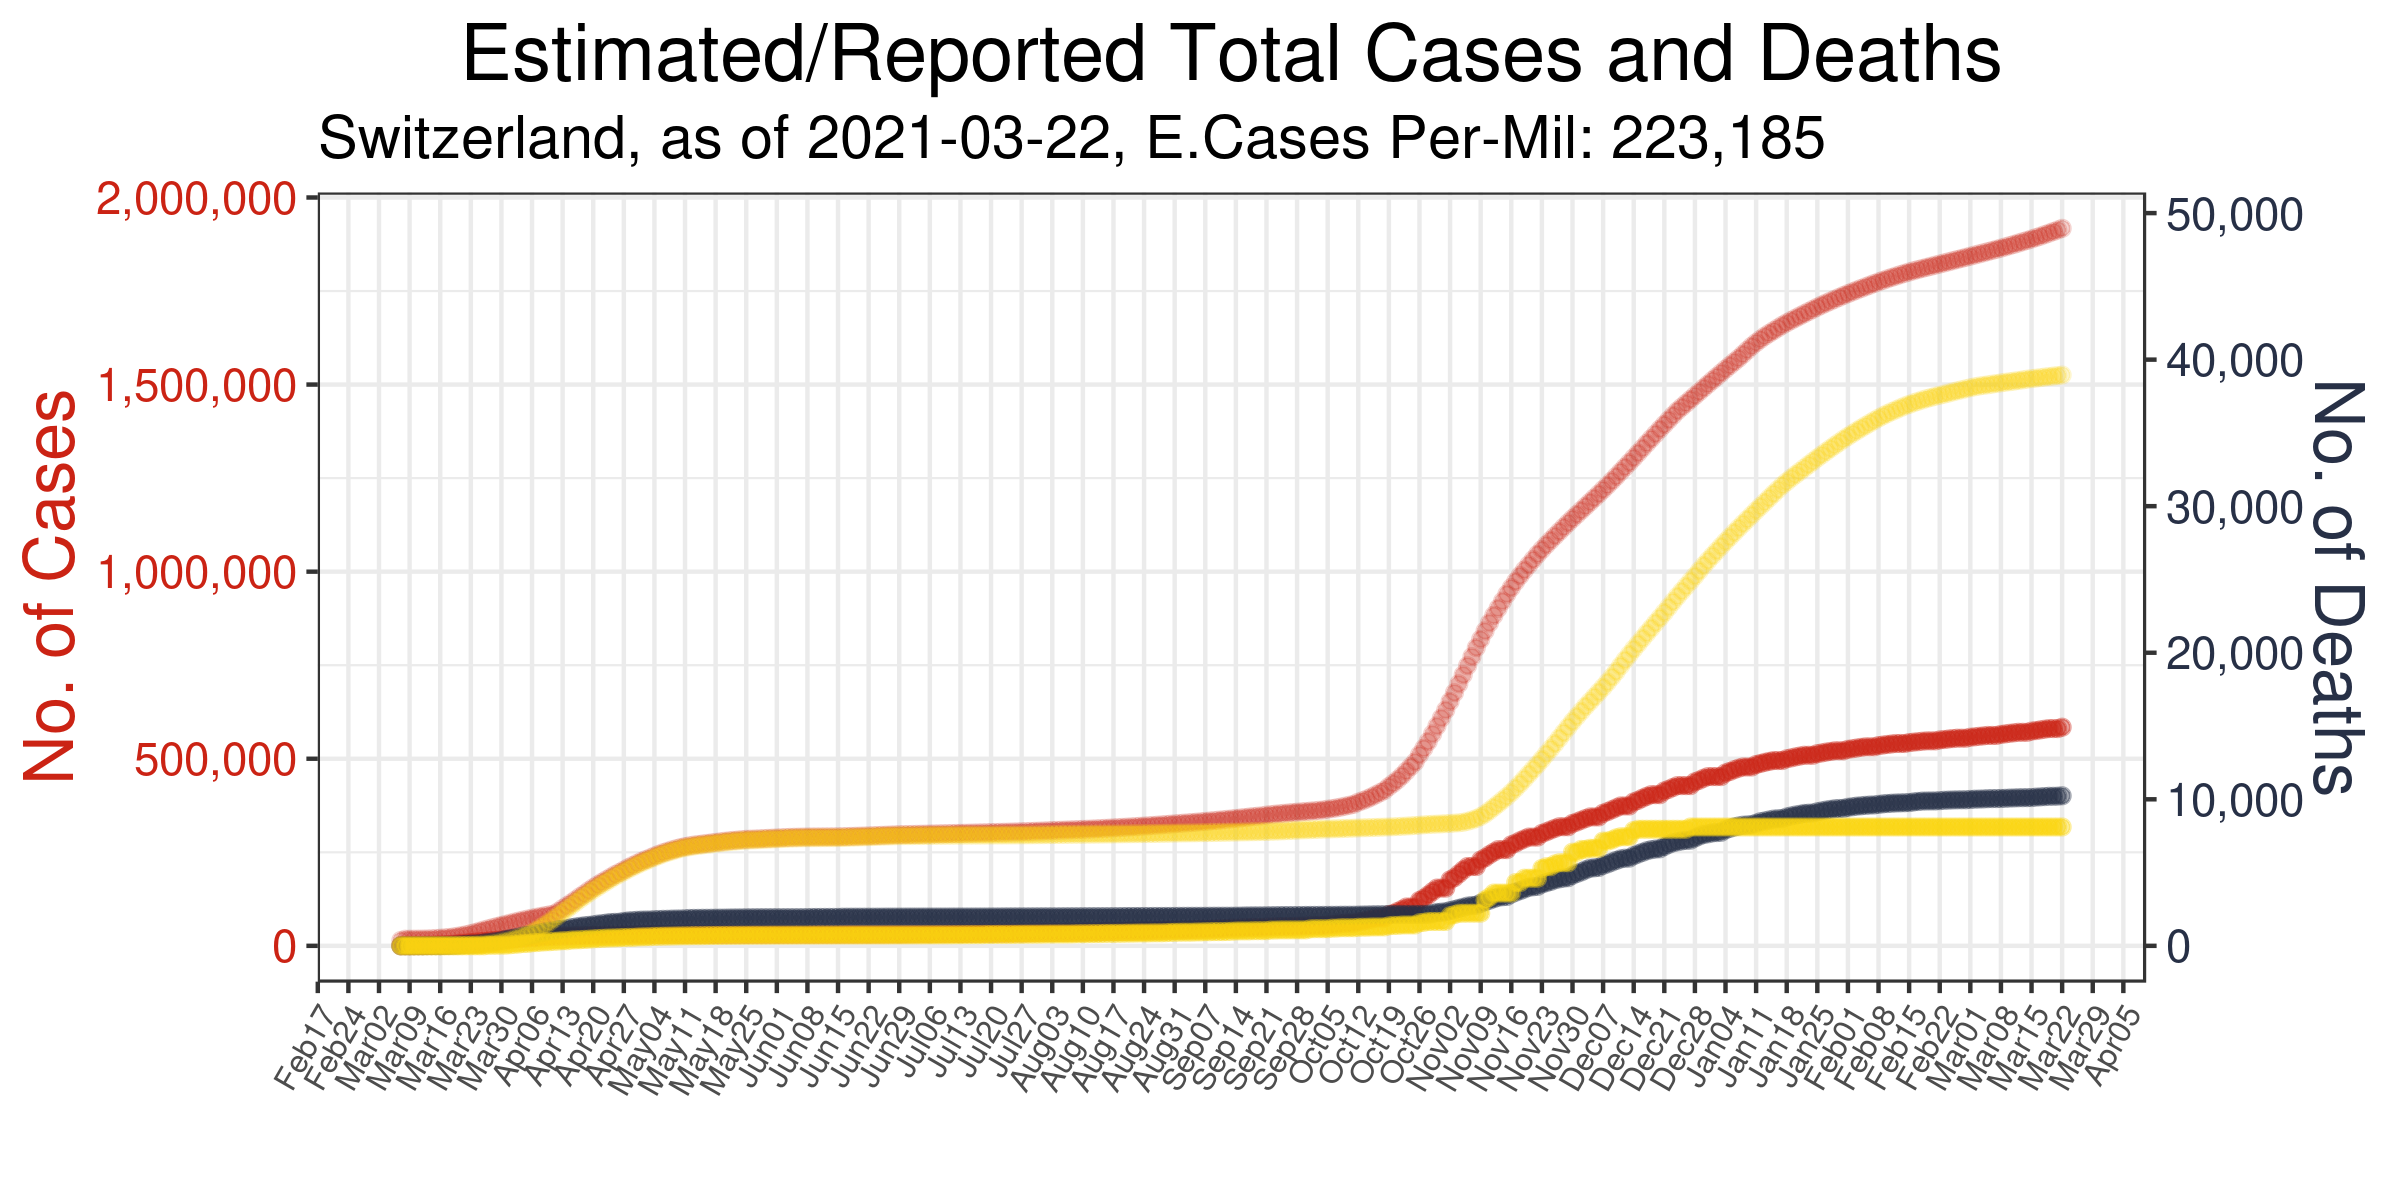 Estimated/Reported Total Cases and Deaths
Switzerland, as of 2021-03-22, E.Cases Per-Mil: 223,185
No. of Cases
2,000,000
1,500,000
1,000,000
500,000
0
50,000
40,000
30,000
20,000
10,000
0
No. of Deaths
Feb17
Feb24
Mar02
Mar09
Mar16
Mar23
Mar30
Apr06
Apr13
Apr20
Apr27
May04
May11
May18
May25
Jun01
Jun08
Jun15
Jun22
Jun29
Jul06
Jul13
Jul20
Jul27
Aug03
Aug10
Aug17
Aug24
Aug31
Sep07
Sep14
Sep21
Sep28
Oct05
Oct12
Oct19
Oct26
Nov02
Nov09
Nov16
Nov23
Nov30
Dec07
Dec14
Dec21
Dec28
Jan04
Jan11
Jan18
Jan25
Feb01
Feb08
Feb15
Feb22
Mar01
Mar08
Mar15
Mar22
Mar29
Apr05